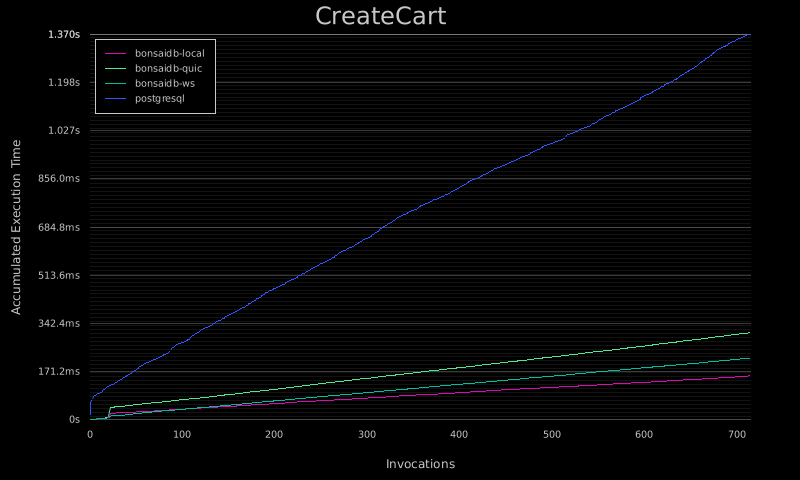 CreateCart
1.370s
1.198s
1.027s
856.0ms
684.8ms
513.6ms
342.4ms
171.2ms
0s
Accumulated Execution Time
bonsaidb-local
bonsaidb-quic
bonsaidb-ws
postgresql
0 100 200 300 400 500 600 700
Invocations